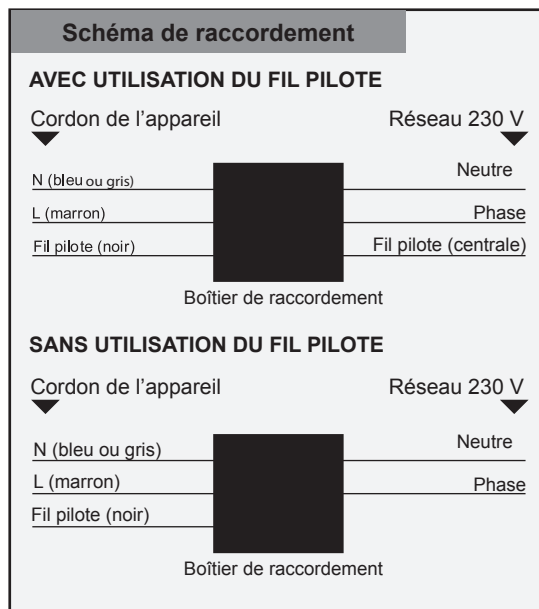 Schéma de raccordement
AVEC UTILISATION DU FIL PILOTE
Cordon de l’appareil
Réseau 230 V
N (bleu ou gris)
Neutre
L (marron)
Phase
Fil pilote (noir)
Fil pilote (centrale)
Boîtier de raccordement
SANS UTILISATION DU FIL PILOTE
Cordon de l’appareil
Réseau 230 V
N (bleu ou gris)
Neutre
L (marron)
Phase
Fil pilote (noir)
Boîtier de raccordement